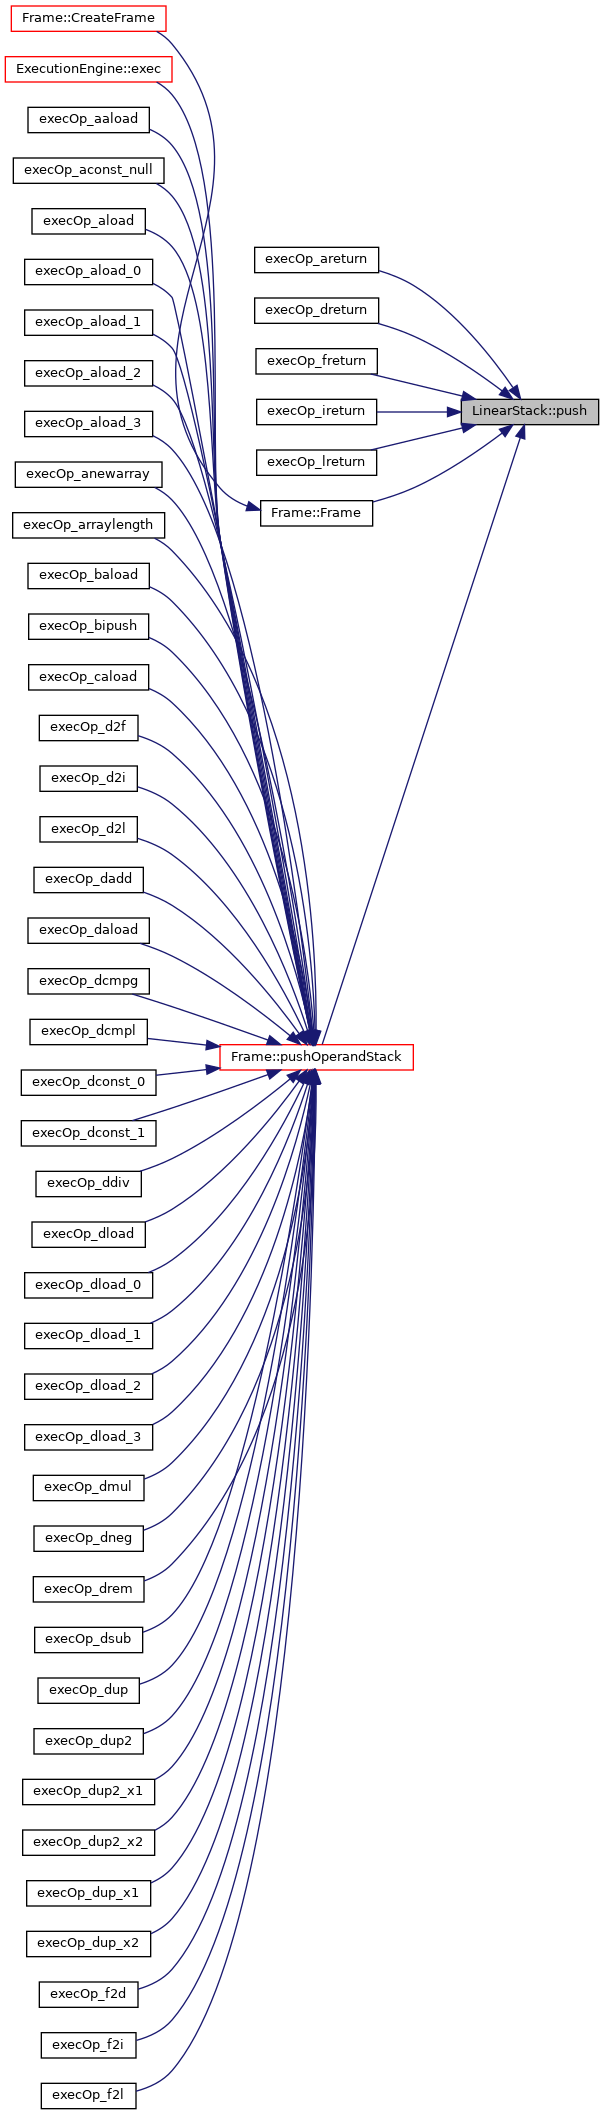 Frame::CreateFrame
ExecutionEngine::exec
execOp_aaload
execOp_aconst_null
execOp_aload
execOp_aload_0
execOp_aload_1
execOp_aload_2
execOp_aload_3
execOp_anewarray
execOp_arraylength
execOp_baload
execOp_bipush
execOp_caload
execOp_d2f
execOp_d2i
execOp_d2l
execOp_dadd
execOp_daload
execOp_dcmpg
execOp_dcmpl
execOp_dconst_0
execOp_dconst_1
execOp_ddiv
execOp_dload
execOp_dload_0
execOp_dload_1
execOp_dload_2
execOp_dload_3
execOp_dmul
execOp_dneg
execOp_drem
execOp_dsub
execOp_dup
execOp_dup2
execOp_dup2_x1
execOp_dup2_x2
execOp_dup_x1
execOp_dup_x2
execOp_f2d
execOp_f2i
execOp_f2l
execOp_areturn
execOp_dreturn
execOp_freturn
execOp_ireturn
execOp_lreturn
Frame::Frame
Frame::pushOperandStack
LinearStack::push